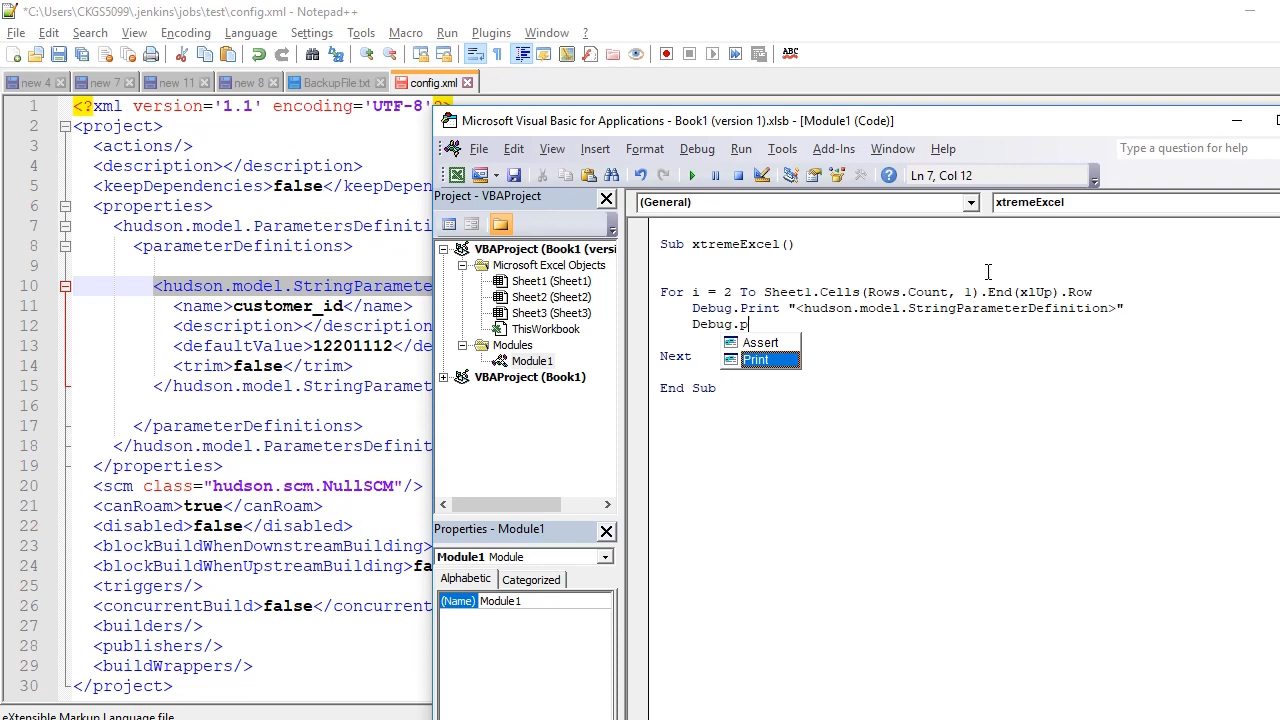 *C:\Users\CKGS5099\.jenkins\jobs\test\config.xml - Notepad++
File Edit Search View Encoding Language Settings Tools Macro Run Plugins Window ?
ABC
new 4 new 7 new 11 new 8 BackupFile.txt config.xml
1 <?xml version='1.1' encoding='UTF-8'?>
2 <project>
3 <actions/>
4 <description></description>
5 <keepDependencies>false</keepDepen
6 <properties>
7 <hudson.model.ParametersDefiniti
8 <parameterDefinitions>
9
10 <hudson.model.StringParamete
11 <name>customer_id</name>
12 <description></description
13 <defaultValue>12201112</de
14 <trim>false</trim>
15 </hudson.model.StringParamet
16
17 </parameterDefinitions>
18 </hudson.model.ParametersDefinit
19 </properties>
20 <scm class="hudson.scm.NullSCM"/>
21 <canRoam>true</canRoam>
22 <disabled>false</disabled>
23 <blockBuildWhenDownstreamBuilding>
24 <blockBuildWhenUpstreamBuilding>fa
25 <triggers/>
26 <concurrentBuild>false</concurrent
27 <builders/>
28 <publishers/>
29 <buildWrappers/>
30 </project>
eXtensible Markup Language file
Microsoft Visual Basic for Applications - Book1 (version 1).xlsb - [Module1 (Code)]
File Edit View Insert Format Debug Run Tools Add-Ins Window Help
Type a question for help
Ln 7, Col 12
Project - VBAProject
VBAProject (Book1 (versi
Microsoft Excel Objects
Sheet1 (Sheet1)
Sheet2 (Sheet2)
Sheet3 (Sheet3)
ThisWorkbook
Modules
Module1
VBAProject (Book1)
Properties - Module1
Module1 Module
Alphabetic Categorized
(Name) Module1
(General) xtremeExcel
Sub xtremeExcel()
For i = 2 To Sheet1.Cells(Rows.Count, 1).End(xlUp).Row
Debug.Print "<hudson.model.StringParameterDefinition>"
Debug.p
Assert
Print
Next
End Sub